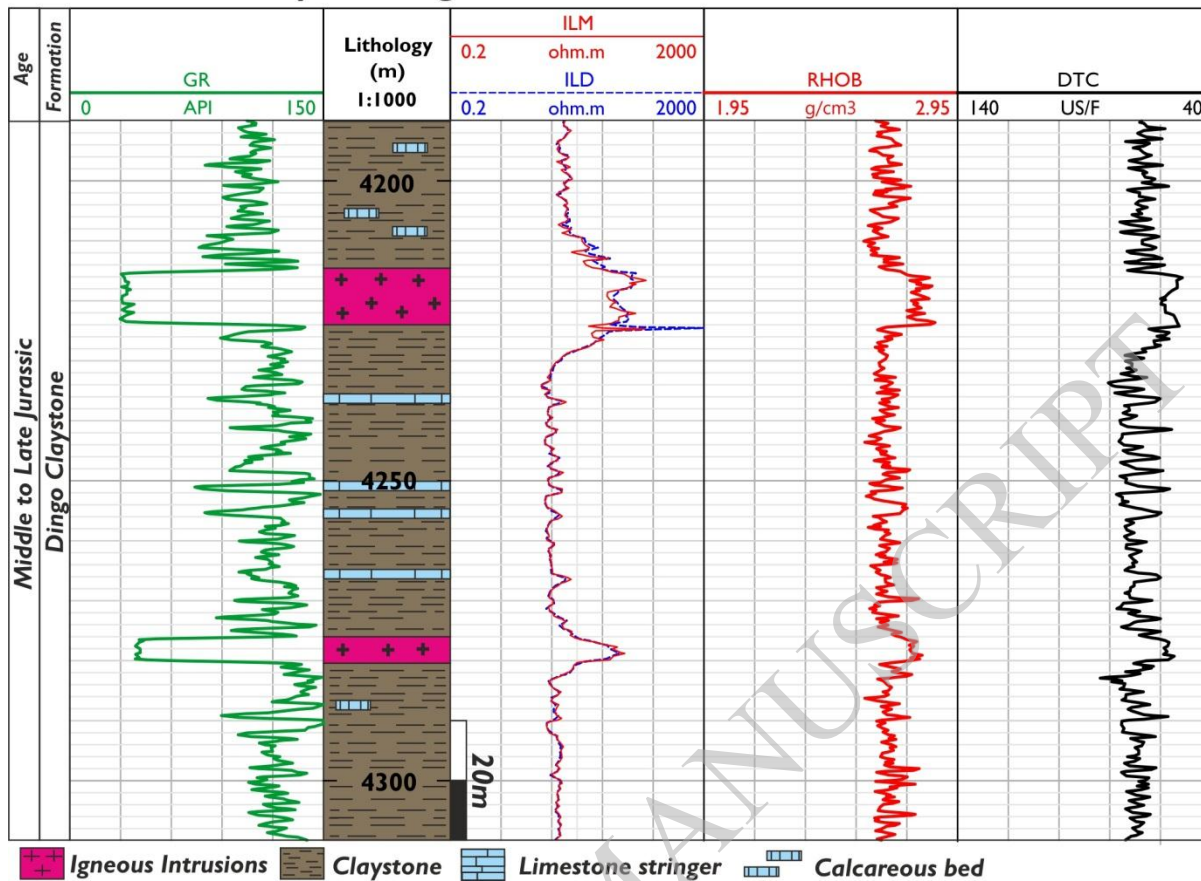 Age
Formation
GR
0 API 150
Lithology
(m)
1:1000
ILM
0.2 ohm.m 2000
ILD
0.2 ohm.m 2000
RHOB
1.95 g/cm3 2.95
DTC
140 US/F 40
Middle to Late Jurassic
Dingo Claystone
4200
4250
4300
20m
MANUSCRIPT
Igneous Intrusions
Claystone
Limestone stringer
Calcareous bed